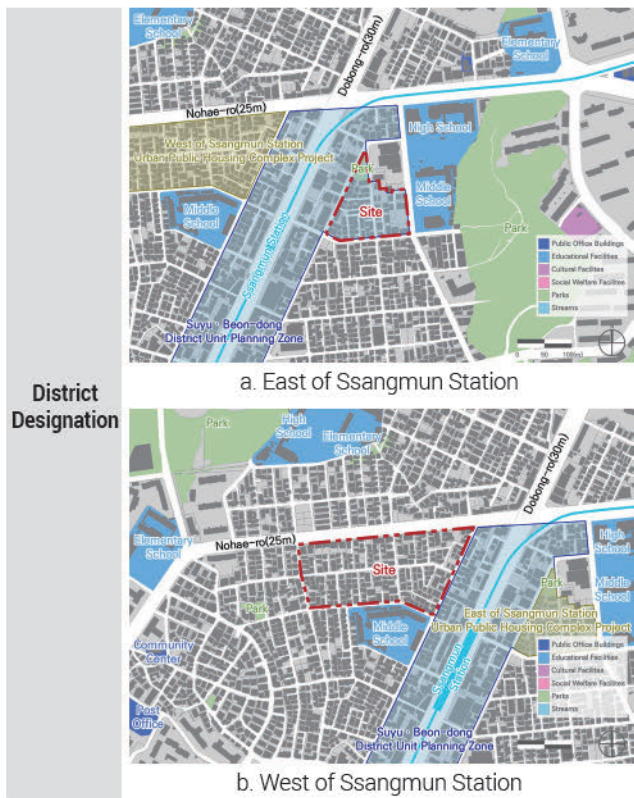 District
Designation
Elementary
School
Dobong-ro(30m)
Elementary
School
Nohae-ro(25m)
High School
West of Ssangmun Station
Urban Public Housing Complex Project
Park
Middle
School
Middle
School
Site
Park
Ssangmun Station
Suyu · Beon-dong
District Unit Planning Zone
Public Office Buildings
Educational Facilities
Cultural Facilites
Social Welfare Facilites
Parks
Streams
0 50 100(m)
a. East of Ssangmun Station
Park
High
School
Elementary
School
Dobong-ro(30m)
Nohae-ro(25m)
Elementary
School
High
School
Site
Park
Middle
School
Park
East of Ssangmun Station
Urban Public Housing Complex Project
Middle
School
Community
Center
Ssangmun
Station
Post
Office
Suyu · Beon-dong
District Unit Planning Zone
Public Office Buildings
Educational Facilities
Cultural Facilities
Social Welfare Facilites
Parks
Streams
b. West of Ssangmun Station